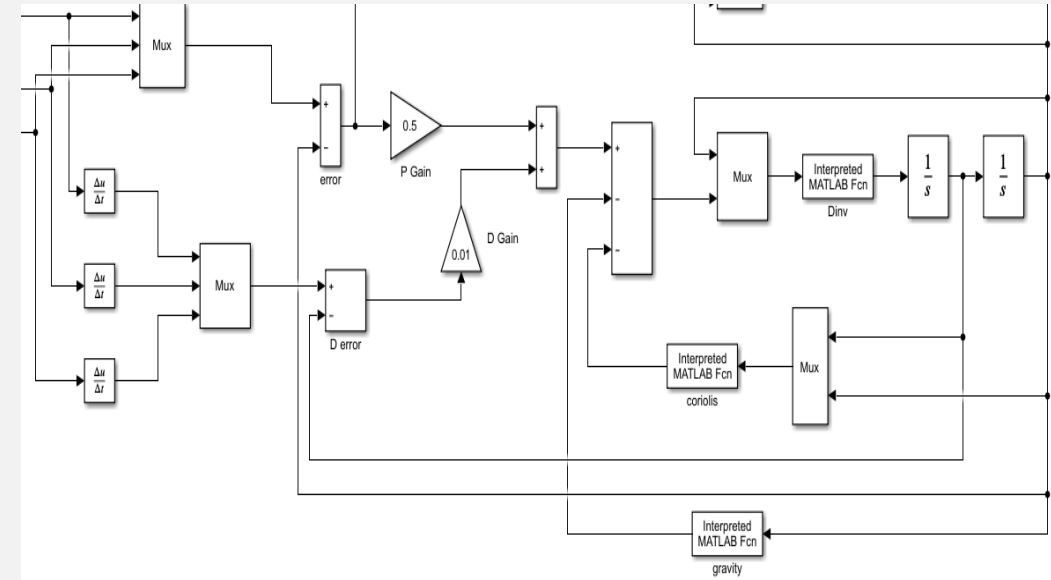 Mux
+
−
error
0.5
P Gain
+
+
+
−
−
Mux
Interpreted
MATLAB Fcn
Dinv
1
s
1
s
Δu
Δt
Δu
Δt
Δu
Δt
Mux
+
−
D error
0.01
D Gain
Interpreted
MATLAB Fcn
coriolis
Mux
Interpreted
MATLAB Fcn
gravity